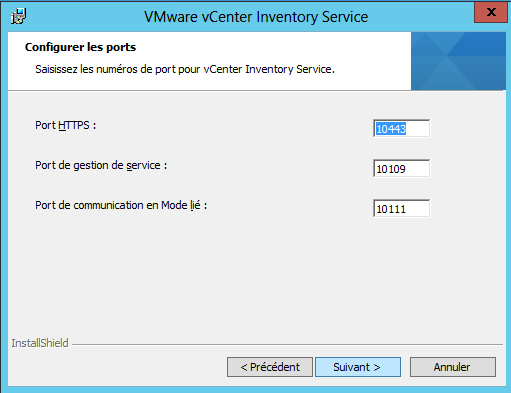 VMware vCenter Inventory Service
X
Configurer les ports
Saisissez les numéros de port pour vCenter Inventory Service.
Port HTTPS : 10443
Port de gestion de service : 10109
Port de communication en Mode lié : 10111
InstallShield
< Précédent Suivant > Annuler